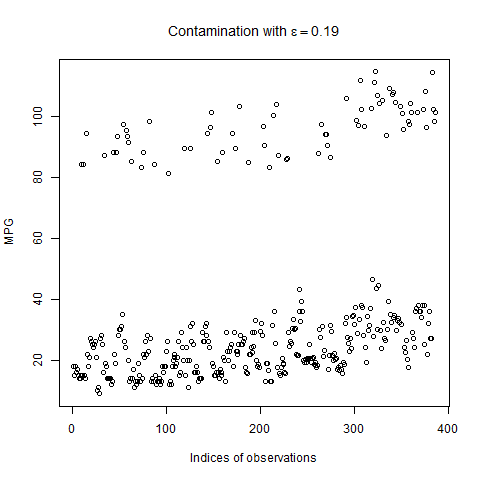 Contamination with ε = 0.19
MPG
100
80
60
40
20
0 100 200 300 400
Indices of observations